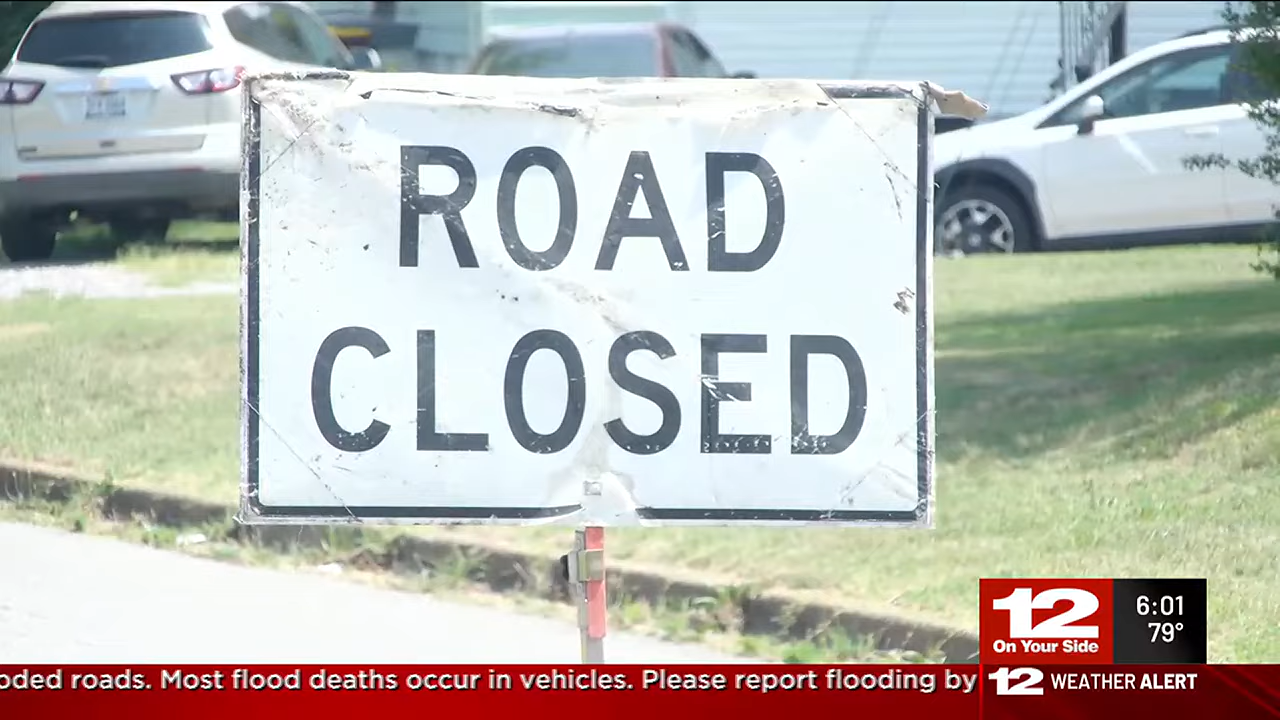 ROAD
CLOSED
12
On Your Side
6:01
79°
oded roads. Most flood deaths occur in vehicles. Please report flooding by
12 WEATHER ALERT